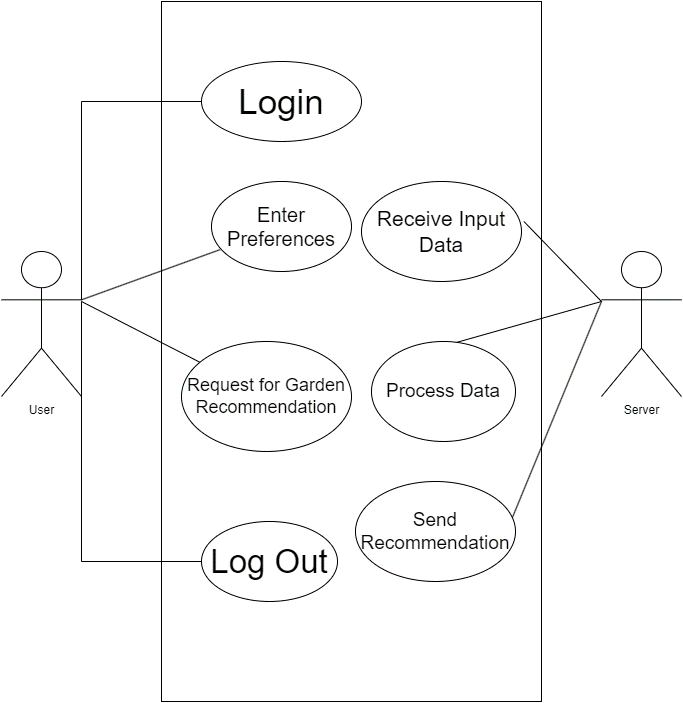 Login
Enter
Preferences
Receive Input
Data
User
Request for Garden
Recommendation
Process Data
Server
Log Out
Send
Recommendation